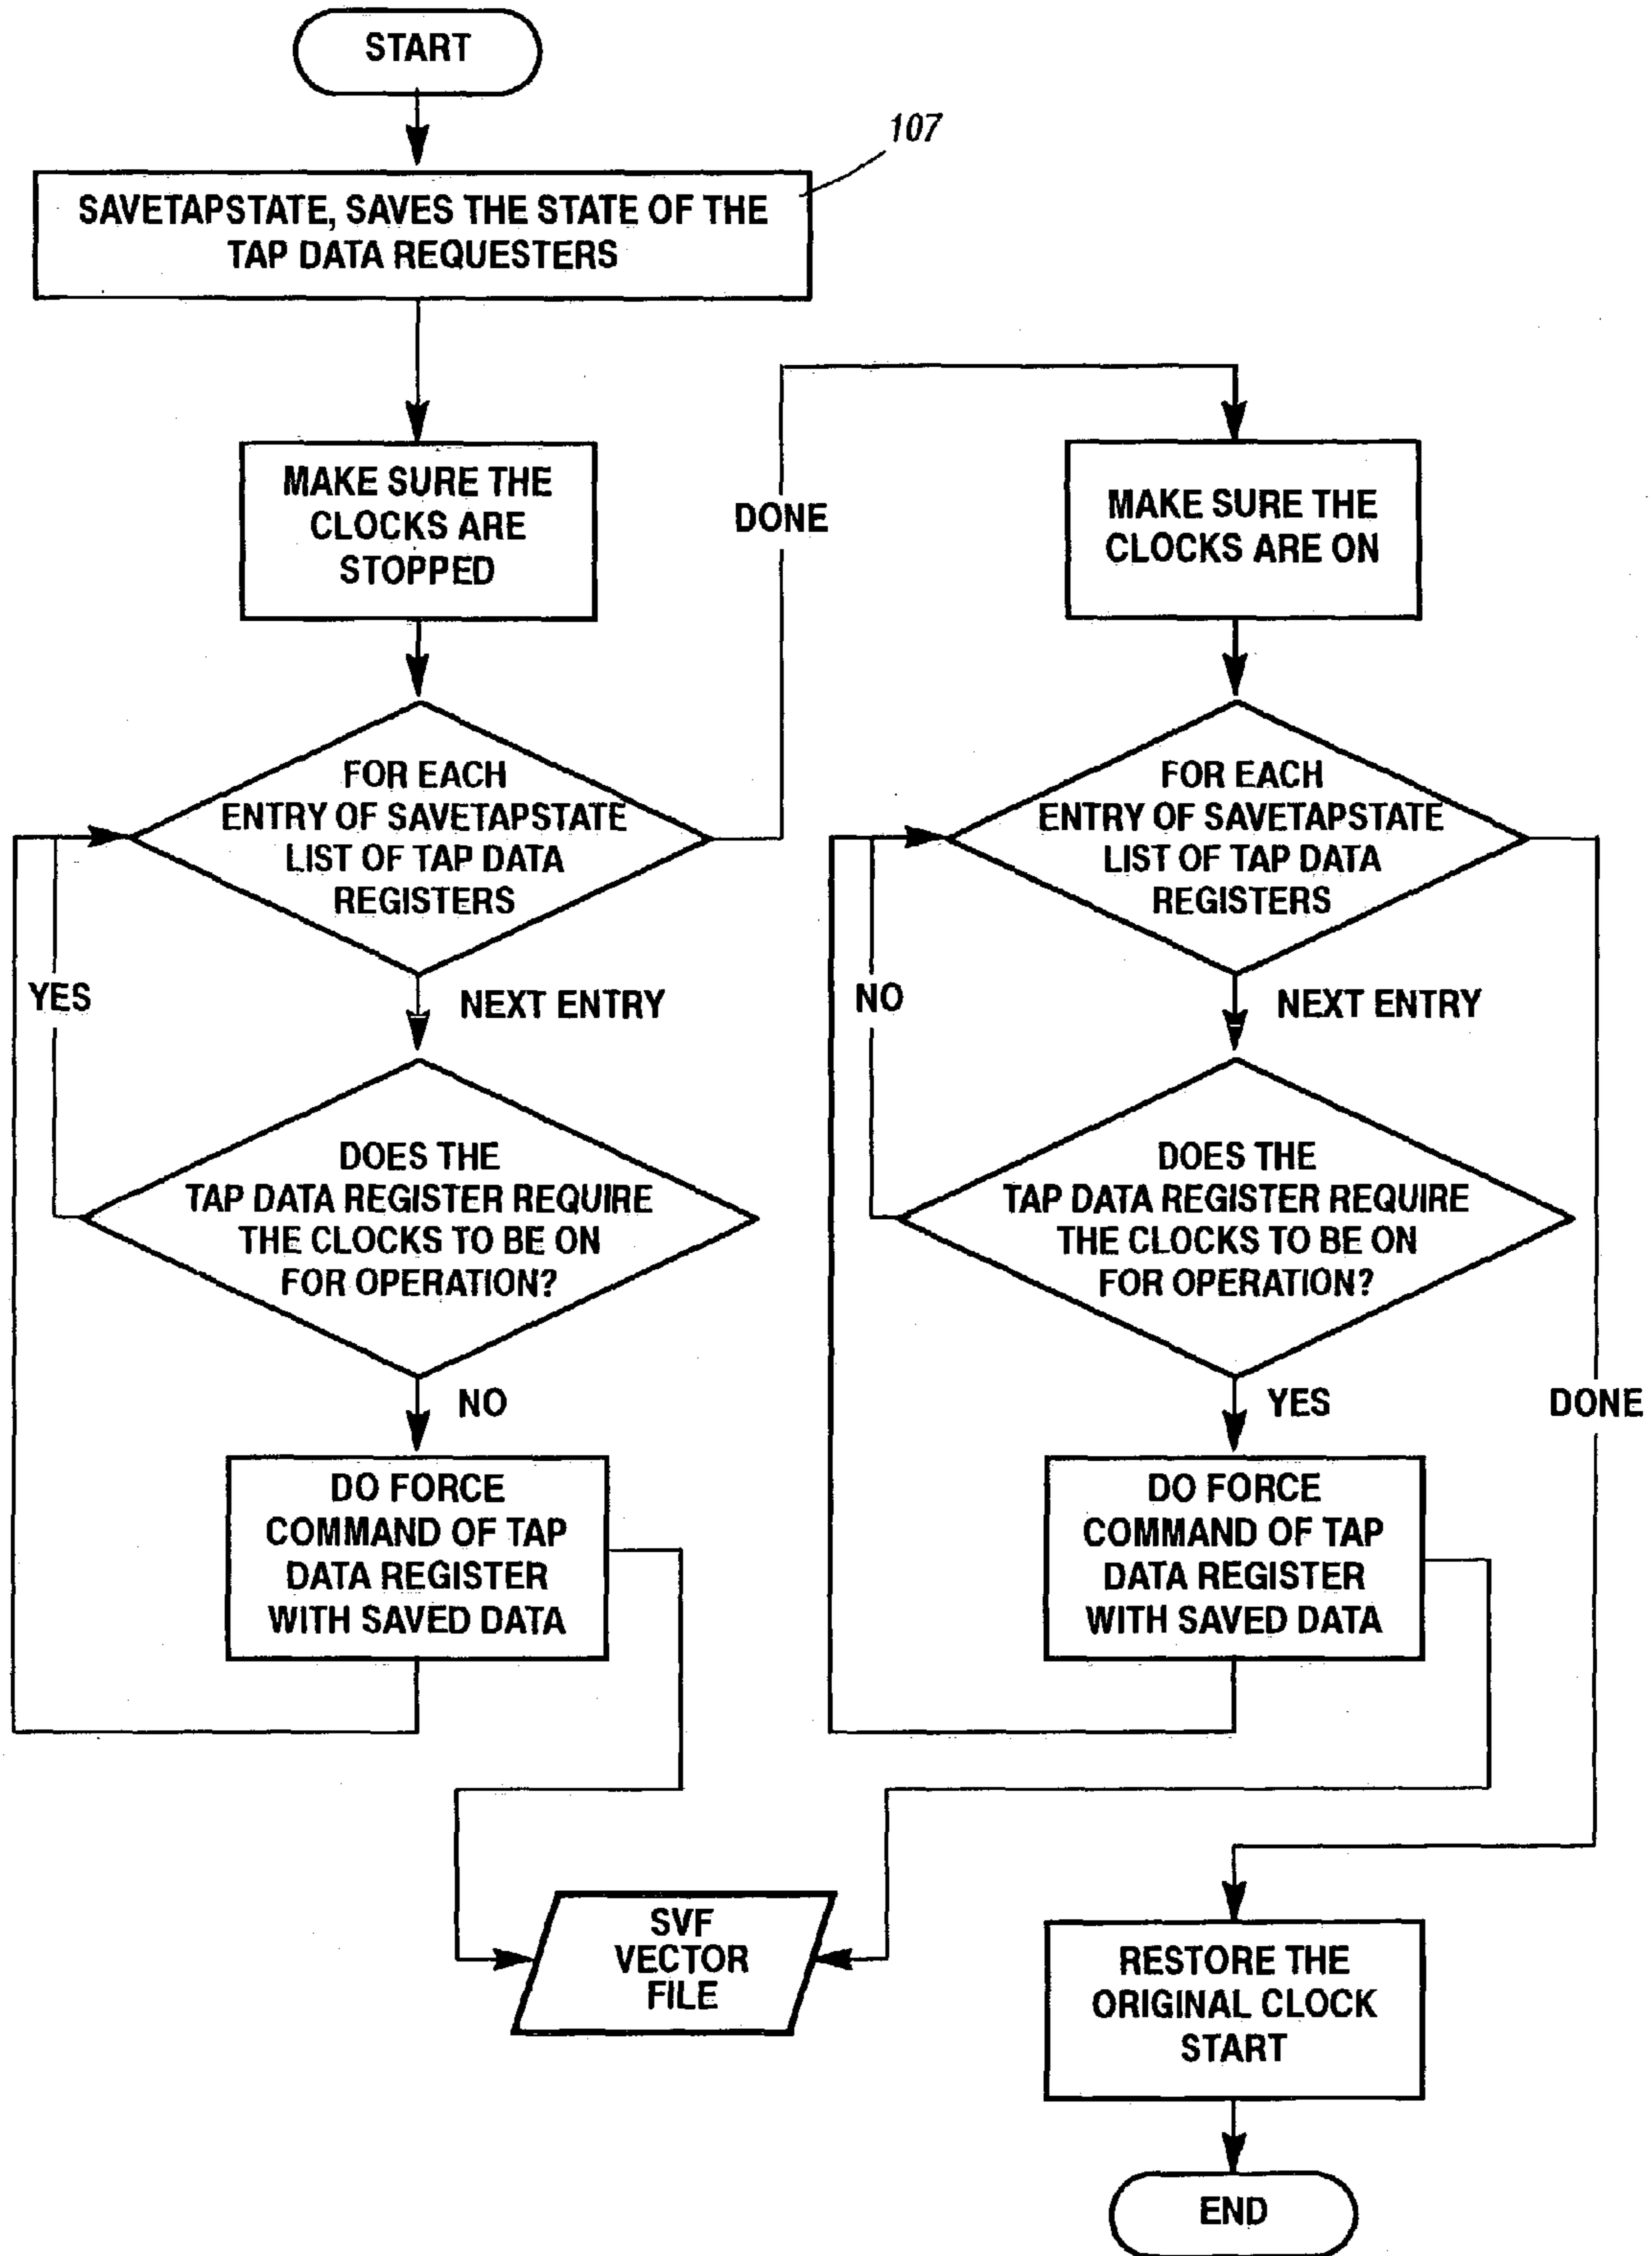 START
107
SAVETAPSTATE, SAVES THE STATE OF THE
TAP DATA REQUESTERS
MAKE SURE THE
CLOCKS ARE
STOPPED
DONE
MAKE SURE THE
CLOCKS ARE ON
FOR EACH
ENTRY OF SAVETAPSTATE
LIST OF TAP DATA
REGISTERS
FOR EACH
ENTRY OF SAVETAPSTATE
LIST OF TAP DATA
REGISTERS
YES
NEXT ENTRY
NO
NEXT ENTRY
DOES THE
TAP DATA REGISTER REQUIRE
THE CLOCKS TO BE ON
FOR OPERATION?
DOES THE
TAP DATA REGISTER REQUIRE
THE CLOCKS TO BE ON
FOR OPERATION?
NO
YES
DONE
DO FORCE
COMMAND OF TAP
DATA REGISTER
WITH SAVED DATA
DO FORCE
COMMAND OF TAP
DATA REGISTER
WITH SAVED DATA
SVF
VECTOR
FILE
RESTORE THE
ORIGINAL CLOCK
START
END